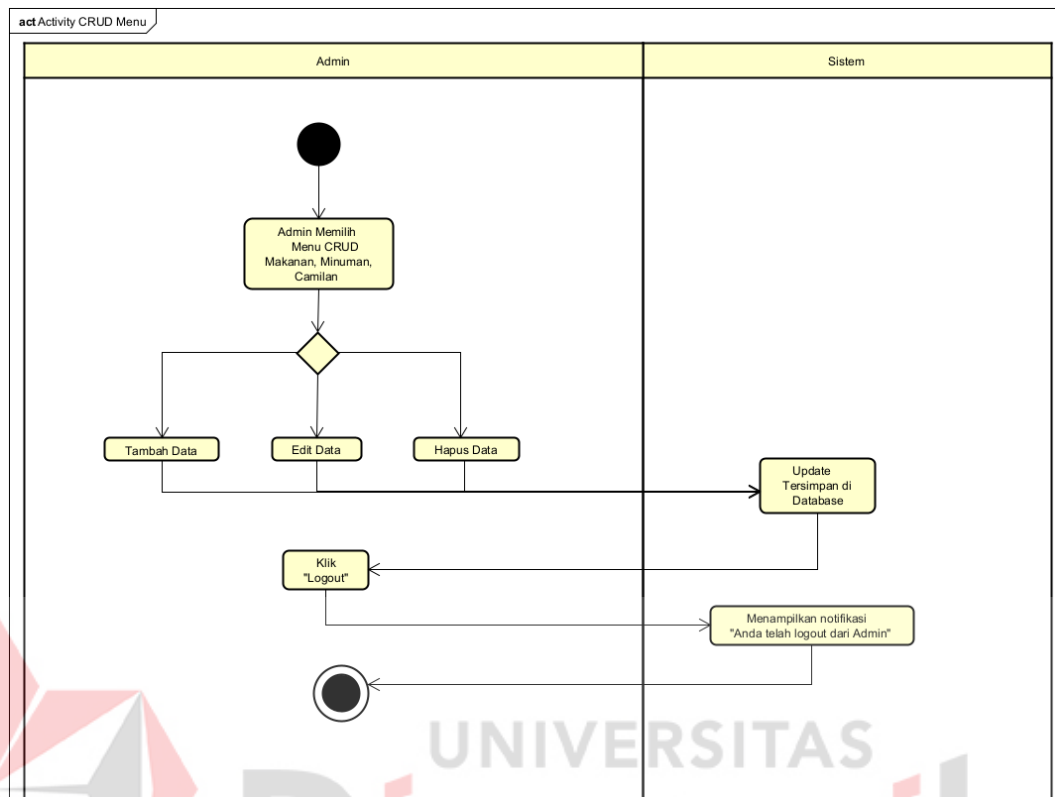 act Activity CRUD Menu
Admin
Sistem
Admin Memilih
Menu CRUD
Makanan, Minuman,
Camilan
Tambah Data
Edit Data
Hapus Data
Update
Tersimpan di
Database
Klik
"Logout"
Menampilkan notifikasi
"Anda telah logout dari Admin"
UNIVERSITAS